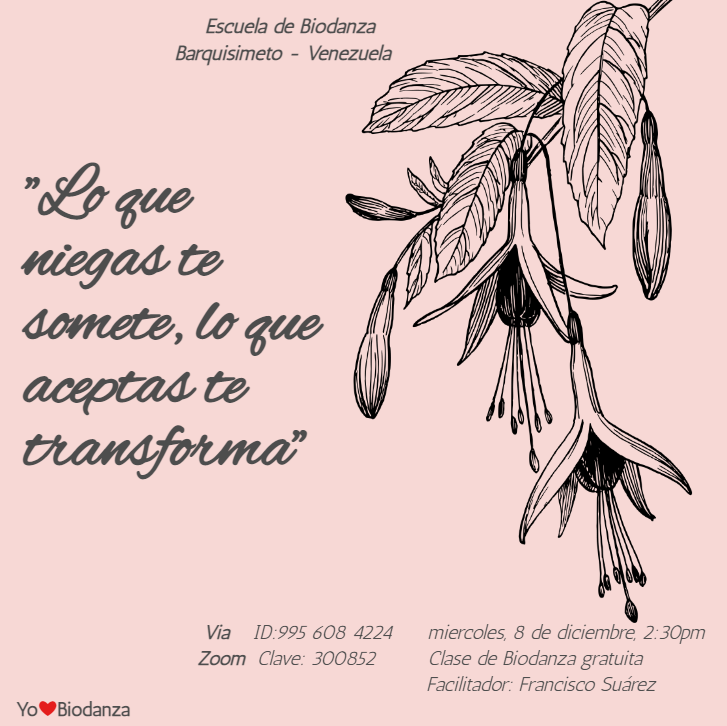 Escuela de Biodanza
Barquisimeto - Venezuela
"Lo que
niegas te
somete, lo que
aceptas te
transforma"
Via ID:995 608 4224
Zoom Clave: 300852
miercoles, 8 de diciembre, 2:30pm
Clase de Biodanza gratuita
Facilitador: Francisco Suárez
Yo❤Biodanza